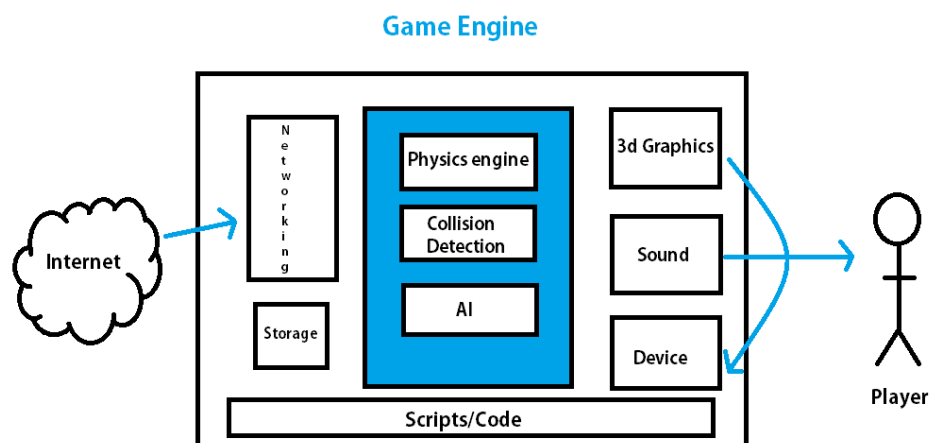 Game Engine
Networking
Physics engine
3d Graphics
Collision
Detection
Internet
Sound
Storage
AI
Device
Player
Scripts/Code